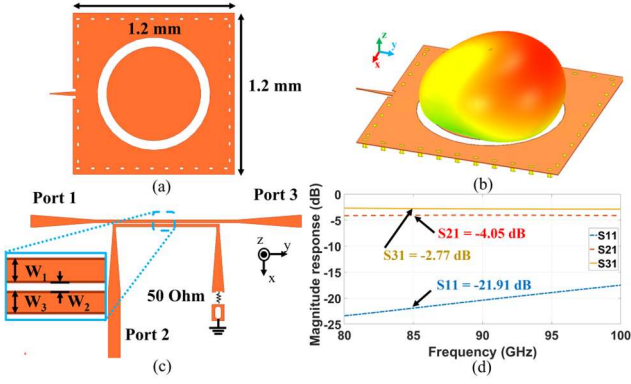 1.2 mm
1.2 mm
(a)
z
y
x
(b)
Port 1
Port 3
W1
W3
W2
Port 2
50 Ohm
z
y
x
(c)
Magnitude response (dB)
0
-5
-10
-15
-20
-25
S21 = -4.05 dB
S31 = -2.77 dB
S11 = -21.91 dB
S11
S21
S31
80
85
90
95
100
Frequency (GHz)
(d)